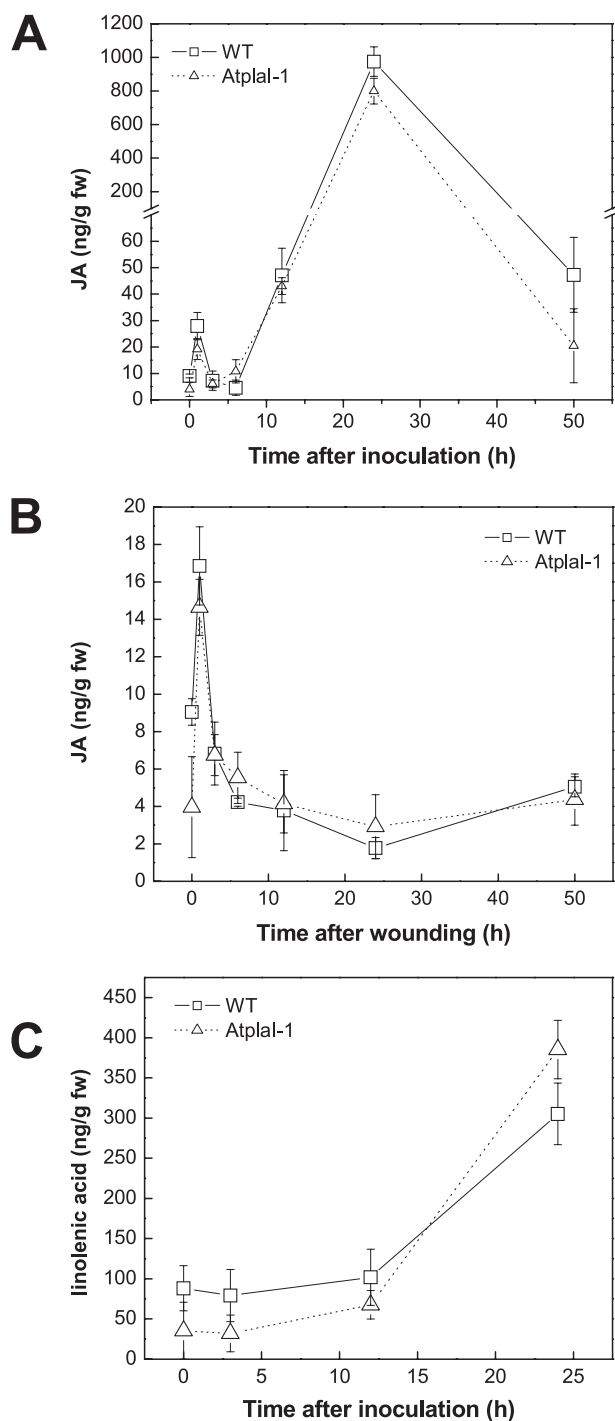 A
WT
Atplal-1
1200
1000
800
600
400
200
60
50
40
30
20
10
0
JA (ng/g fw)
0 10 20 30 40 50
Time after inoculation (h)
B
WT
Atplal-1
20
18
16
14
12
10
8
6
4
2
0
JA (ng/g fw)
0 10 20 30 40 50
Time after wounding (h)
C
WT
Atplal-1
450
400
350
300
250
200
150
100
50
0
linolenic acid (ng/g fw)
0 5 10 15 20 25
Time after inoculation (h)